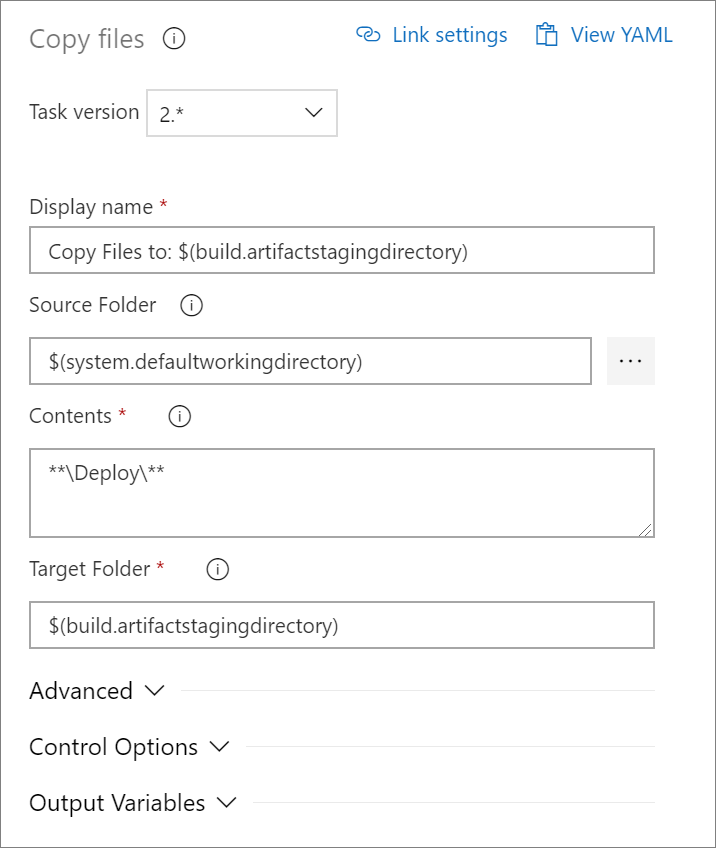 Copy files
Link settings
View YAML
Task version
2.*
Display name *
Copy Files to: $(build.artifactstagingdirectory)
Source Folder
$(system.defaultworkingdirectory)
...
Contents *
**\Deploy\**
Target Folder *
$(build.artifactstagingdirectory)
Advanced
Control Options
Output Variables